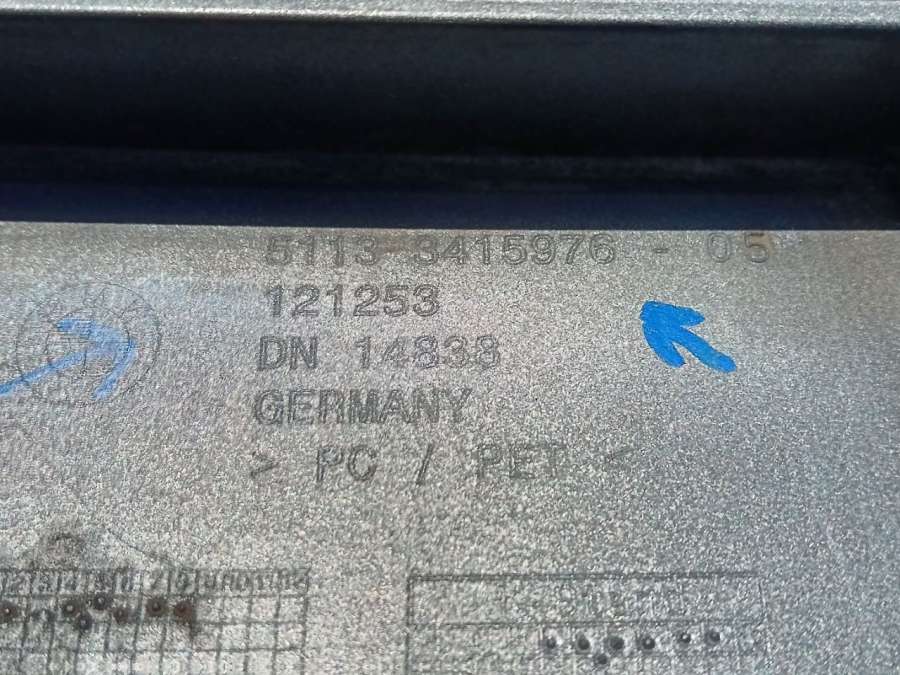 5113 3415976 - 05
121253
DN 14838
GERMANY
> PC / PET <